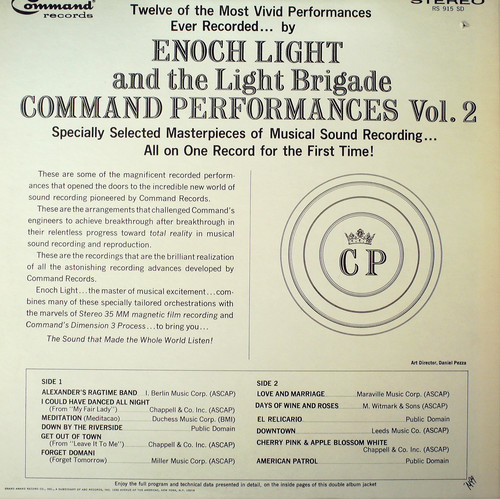 Command
records
STEREO
RS 915 SD
Twelve of the Most Vivid Performances
Ever Recorded... by
ENOCH LIGHT
and the Light Brigade
COMMAND PERFORMANCES Vol. 2
Specially Selected Masterpieces of Musical Sound Recording...
All on One Record for the First Time!
These are some of the magnificent recorded perform-
ances that opened the doors to the incredible new world of
sound recording pioneered by Command Records.
These are the arrangements that challenged Command's
engineers to achieve breakthrough after breakthrough in
their relentless progress toward total reality in musical
sound recording and reproduction.
These are the recordings that are the brilliant realization
of all the astonishing recording advances developed by
Command Records.
Enoch Light...the master of musical excitement...com-
bines many of these specially tailored orchestrations with
the marvels of Stereo 35 MM magnetic film recording and
Command's Dimension 3 Process...to bring you...
The Sound that Made the Whole World Listen!
CP
Art Director, Daniel Pezza
SIDE 1
ALEXANDER'S RAGTIME BAND I. Berlin Music Corp. (ASCAP)
I COULD HAVE DANCED ALL NIGHT
(From "My Fair Lady") Chappell & Co. Inc. (ASCAP)
MEDITATION (Meditacao) Duchess Music Corp. (BMI)
DOWN BY THE RIVERSIDE Public Domain
GET OUT OF TOWN
(From "Leave It To Me") Chappell & Co. Inc. (ASCAP)
FORGET DOMANI
(Forget Tomorrow) Miller Music Corp. (ASCAP)
SIDE 2
LOVE AND MARRIAGE Maraville Music Corp. (ASCAP)
DAYS OF WINE AND ROSES M. Witmark & Sons (ASCAP)
EL RELICARIO Public Domain
DOWNTOWN Leeds Music Co. (ASCAP)
CHERRY PINK & APPLE BLOSSOM WHITE
Chappell & Co. Inc. (ASCAP)
AMERICAN PATROL Public Domain
Enjoy the full program and technical data presented in detail, on the inside pages of this double album jacket